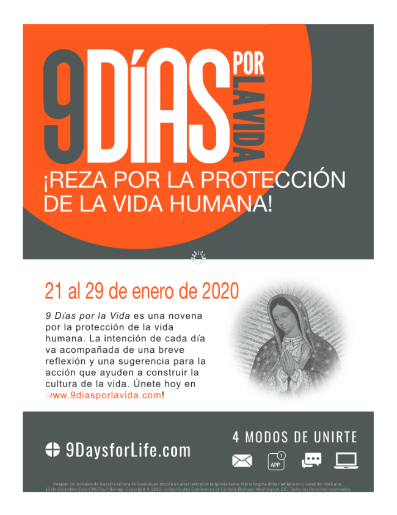 9DÍAS POR LA VIDA
¡REZA POR LA PROTECCIÓN
DE LA VIDA HUMANA!
21 al 29 de enero de 2020
9 Días por la Vida es una novena
por la protección de la vida
humana. La intención de cada día
va acompañada de una breve
reflexión y una sugerencia para la
acción que ayuden a construir la
cultura de la vida. Únete hoy en
www.9diasporlavida.com!
9DaysforLife.com
4 MODOS DE UNIRTE
APP
1